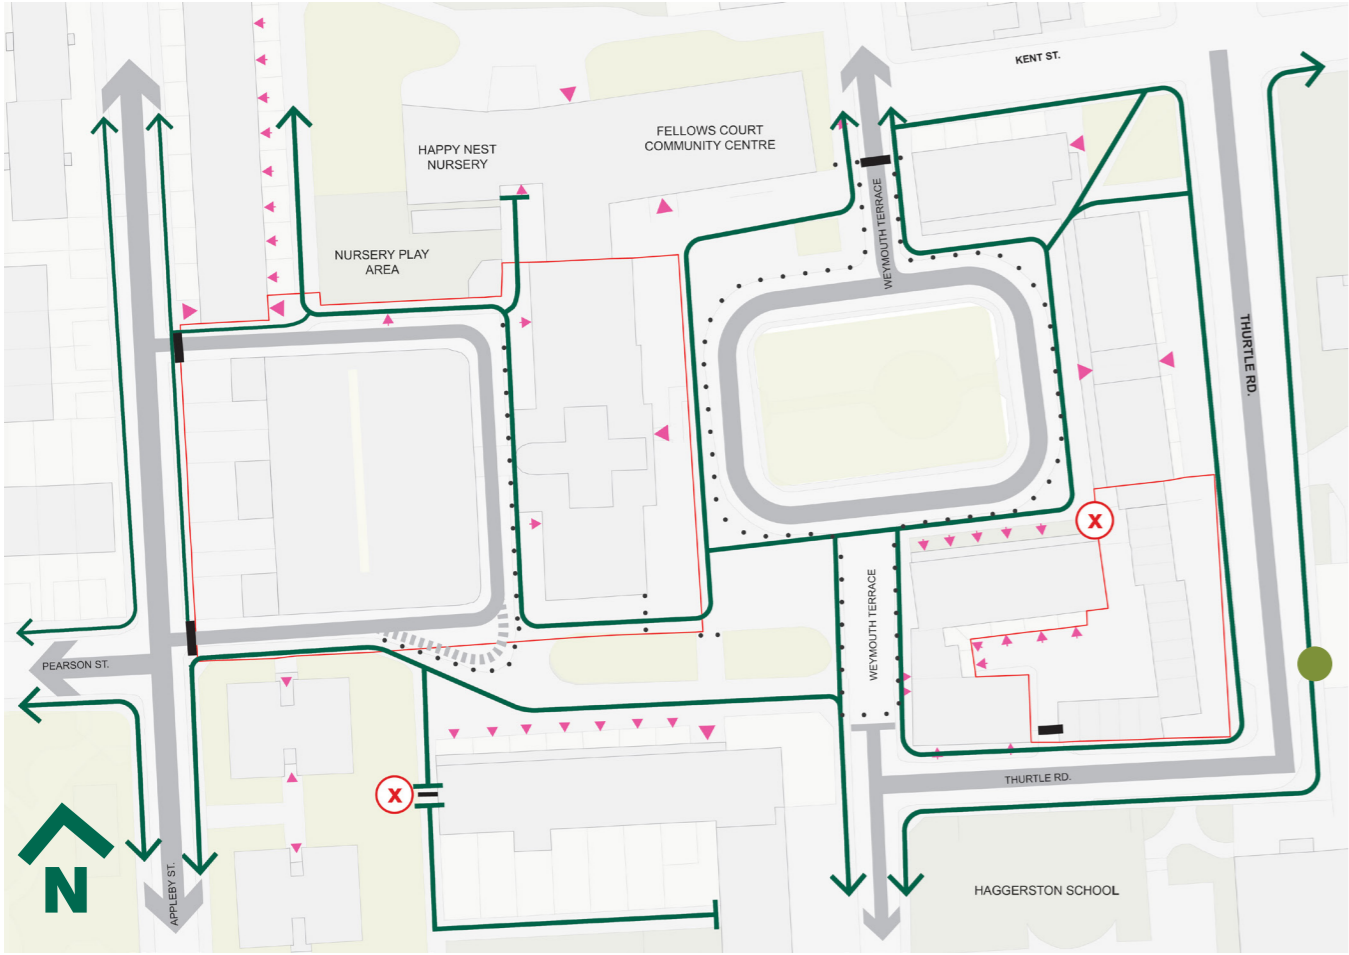 KENT ST.
FELLOWS COURT
COMMUNITY CENTRE
HAPPY NEST
NURSERY
WEYMOUTH TERRACE
NURSERY PLAY
AREA
THURTLE RD.
X
WEYMOUTH TERRACE
PEARSON ST.
THURTLE RD.
X
APPLEBY ST.
N
HAGGERSTON SCHOOL